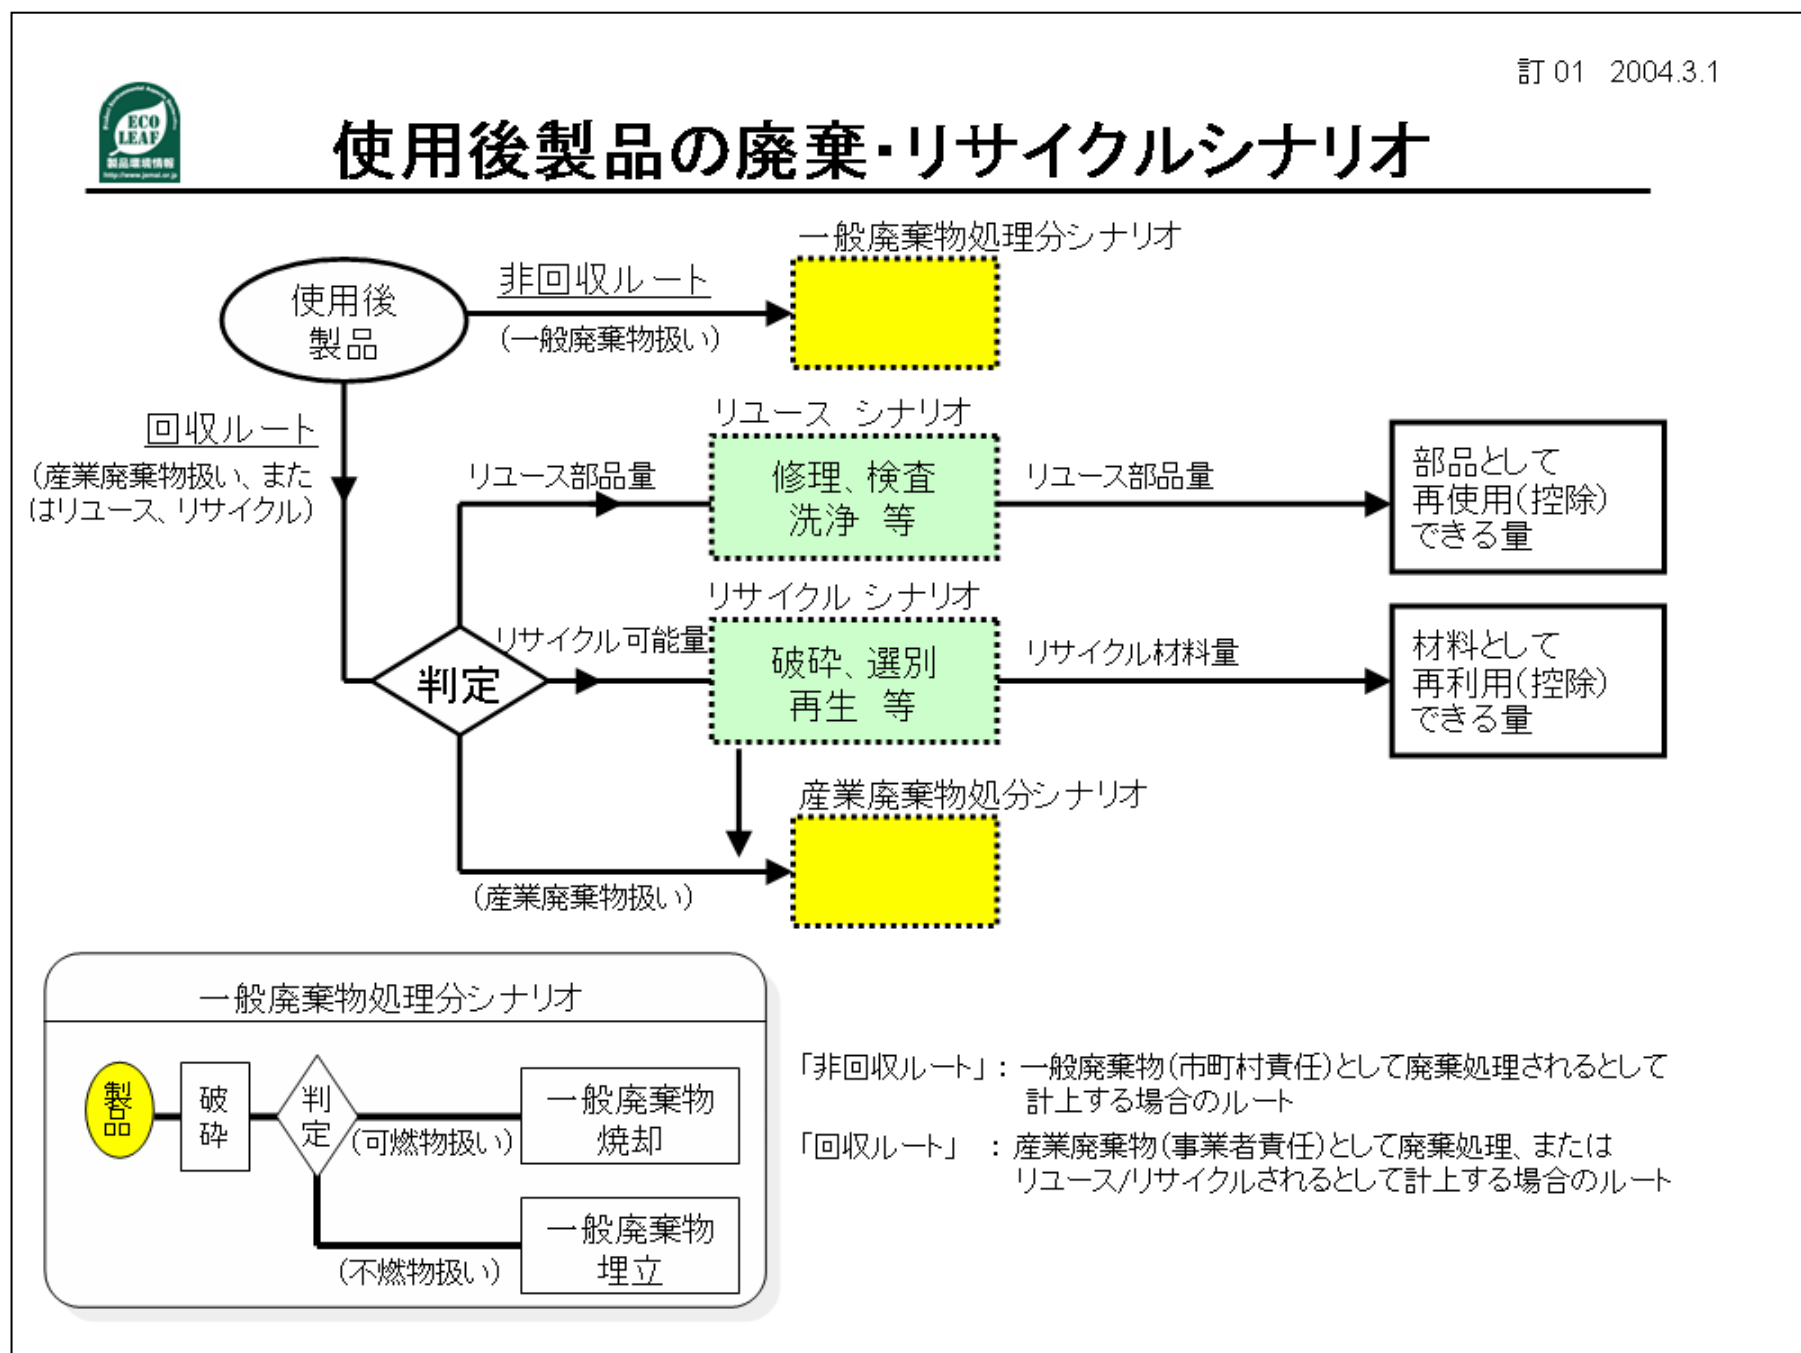 訂 01 2004.3.1
ECO
LEAF
製品環境情報
http://www.jemai.or.jp
使用後製品の廃棄・リサイクルシナリオ
一般廃棄物処理分シナリオ
使用後
製品
非回収ルート
(一般廃棄物扱い)
回収ルート
(産業廃棄物扱い、また
はリユース、リサイクル)
リユース シナリオ
リユース部品量
修理、検査
洗浄 等
リユース部品量
部品として
再使用(控除)
できる量
リサイクル シナリオ
判定
リサイクル可能量
破砕、選別
再生 等
リサイクル材料量
材料として
再利用(控除)
できる量
産業廃棄物処分シナリオ
(産業廃棄物扱い)
一般廃棄物処理分シナリオ
製品
破砕
判定
(可燃物扱い)
一般廃棄物
焼却
(不燃物扱い)
一般廃棄物
埋立
「非回収ルート」: 一般廃棄物(市町村責任)として廃棄処理されるとして
計上する場合のルート
「回収ルート」 : 産業廃棄物(事業者責任)として廃棄処理、または
リユース/リサイクルされるとして計上する場合のルート